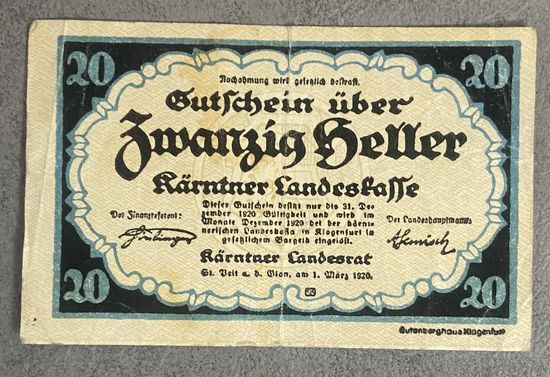 20 20
Nachahmung wird gesetzlich bestraft.
Gutschein über
Zwanzig Heller
Kärntner Landeskasse
Dieser Gutschein besitzt nur bis 31. De-
zember 1920 Gültigkeit und wird im
Monate Dezember 1920 bei der kärnt-
nerischen Landeskassa in Klagenfurt in
gesetzlichem Bargeld eingelöst.
Der Finanzreferent:
Der Landeshauptmann:
Kärntner Landesrat
St. Veit a. d. Glan, am 1. März 1920.
20 20
Gutenberghaus Klagenfurt